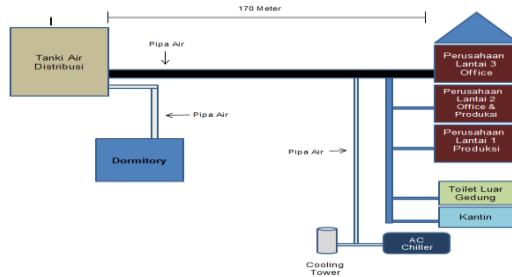 170 Meter
Tanki Air
Distribusi
Pipa Air
Perusahaan
Lantai 3
Office
Perusahaan
Lantai 2
Office &
Produksi
Pipa Air
Perusahaan
Lantai 1
Produksi
Dormitory
Pipa Air
Toilet Luar
Gedung
Kantin
AC
Chiller
Cooling
Tower